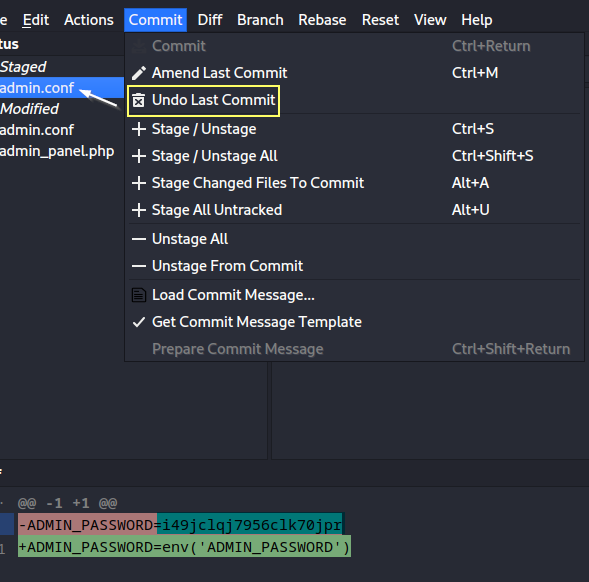 e Edit Actions Commit Diff Branch Rebase Reset View Help
tus
Staged
admin.conf
Modified
admin.conf
admin_panel.php
Commit Ctrl+Return
Amend Last Commit Ctrl+M
Undo Last Commit
Stage / Unstage Ctrl+S
Stage / Unstage All Ctrl+Shift+S
Stage Changed Files To Commit Alt+A
Stage All Untracked Alt+U
Unstage All
Unstage From Commit
Load Commit Message...
Get Commit Message Template
Prepare Commit Message Ctrl+Shift+Return
@@ -1 +1 @@
-ADMIN_PASSWORD=i49jclqj7956clk70jpr
1 +ADMIN_PASSWORD=env('ADMIN_PASSWORD')